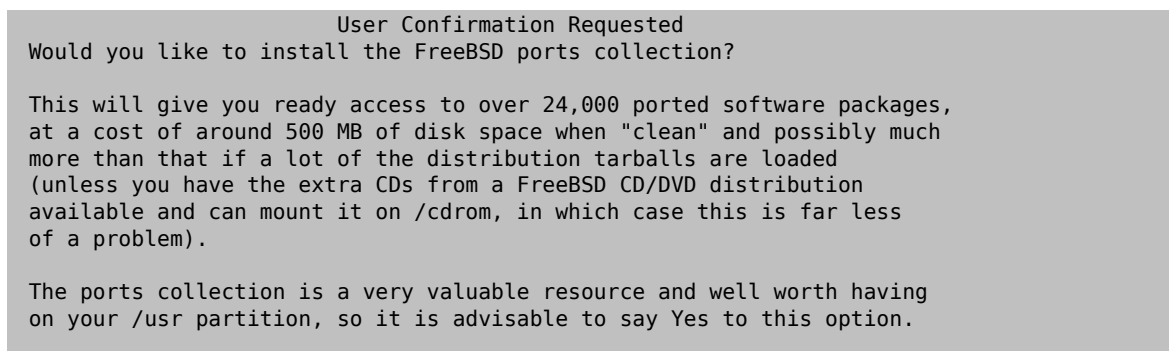 User Confirmation Requested
Would you like to install the FreeBSD ports collection?

This will give you ready access to over 24,000 ported software packages,
at a cost of around 500 MB of disk space when "clean" and possibly much
more than that if a lot of the distribution tarballs are loaded
(unless you have the extra CDs from a FreeBSD CD/DVD distribution
available and can mount it on /cdrom, in which case this is far less
of a problem).

The ports collection is a very valuable resource and well worth having
on your /usr partition, so it is advisable to say Yes to this option.